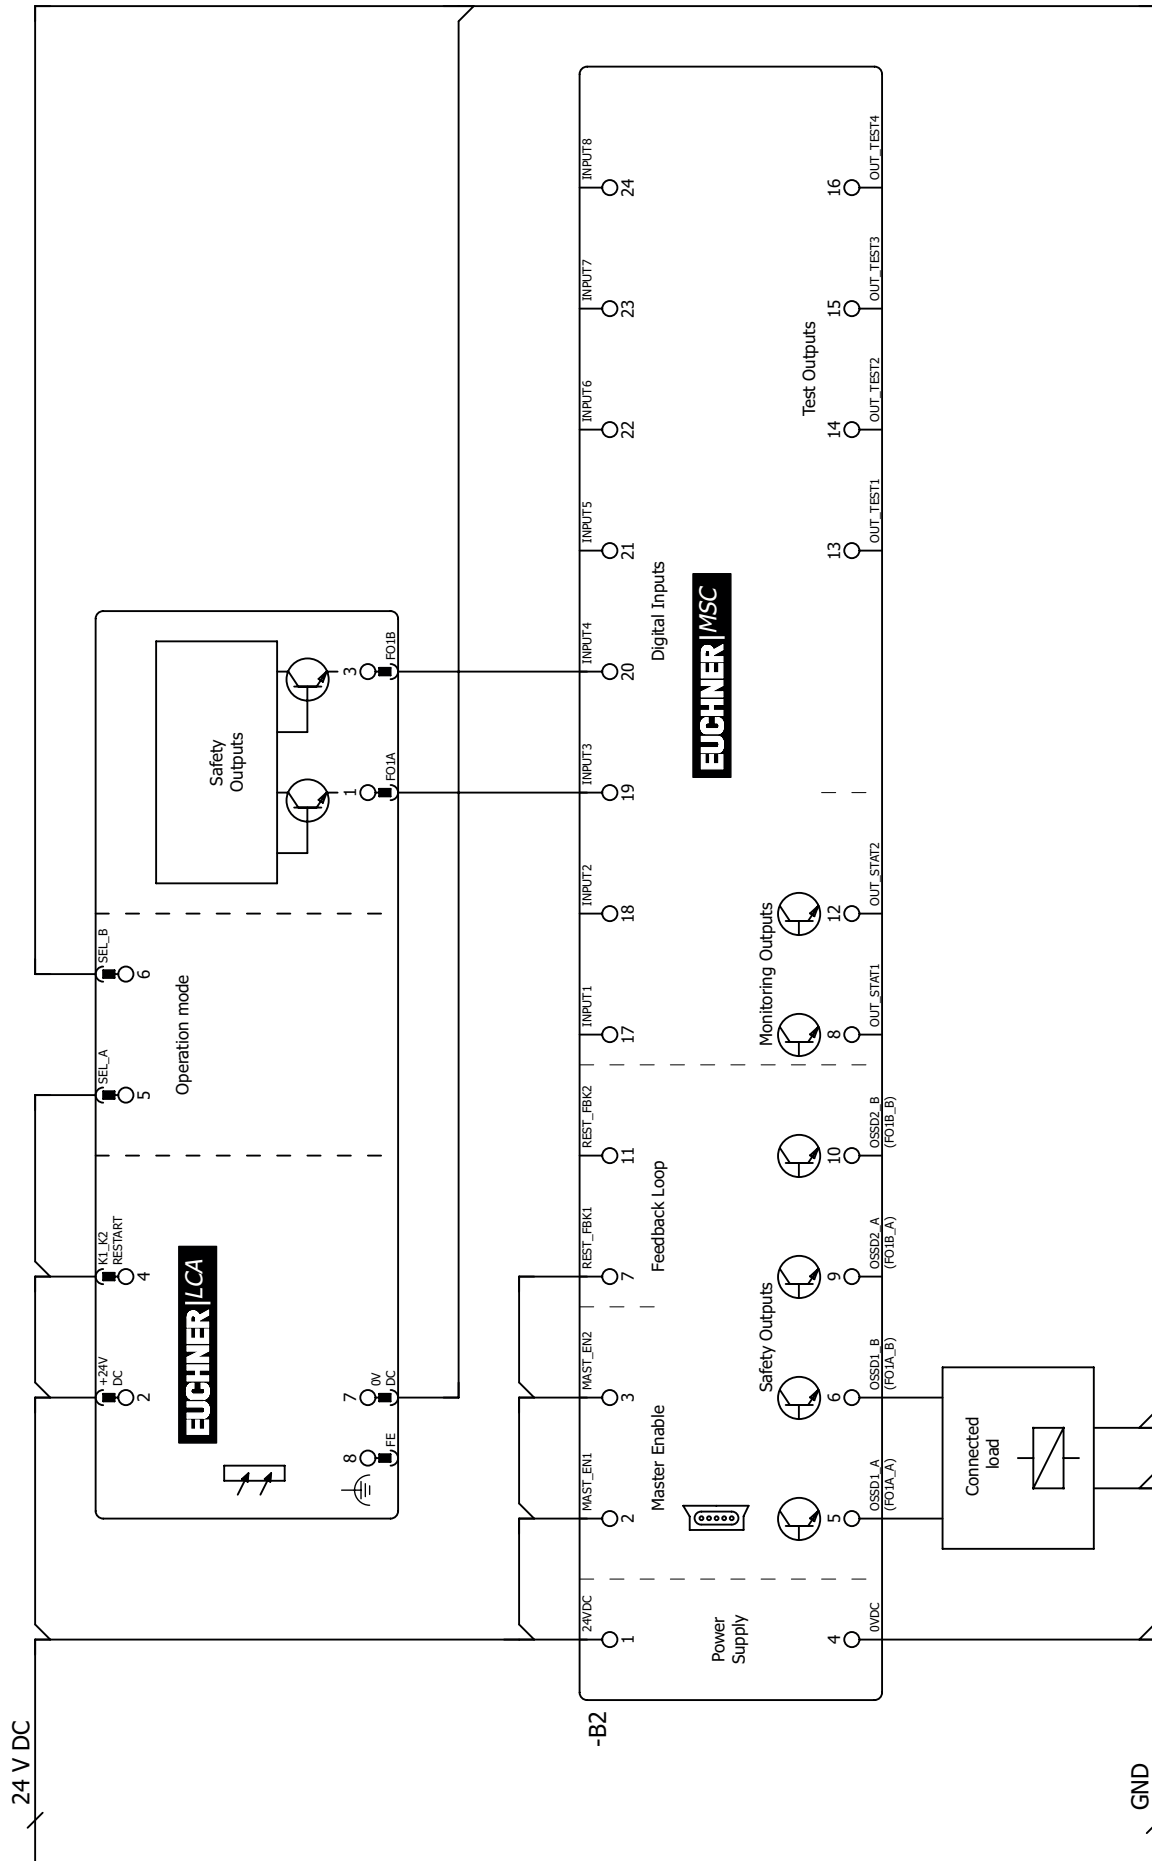 24 V DC
+24V
DC
2
K1_K2
RESTART
4
SEL_A
5
SEL_B
6
EUCHNER|LCA
Operation mode
Safety
Outputs
8
FE
7
0V
DC
1
FO1A
3
FO1B
-B2
24VDC
1
MAST_EN1
2
MAST_EN2
3
REST_FBK1
7
REST_FBK2
11
INPUT1
17
INPUT2
18
INPUT3
19
INPUT4
20
INPUT5
21
INPUT6
22
INPUT7
23
INPUT8
24
Power
Supply
Master Enable
Feedback Loop
Digital Inputs
EUCHNER|MSC
Safety Outputs
Monitoring Outputs
Test Outputs
4
0VDC
5
OSSD1_A
(FO1A_A)
6
OSSD1_B
(FO1A_B)
9
OSSD2_A
(FO1B_A)
10
OSSD2_B
(FO1B_B)
8
OUT_STAT1
12
OUT_STAT2
13
OUT_TEST1
14
OUT_TEST2
15
OUT_TEST3
16
OUT_TEST4
Connected
load
GND